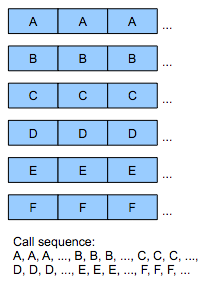 A A A ...
B B B ...
C C C ...
D D D ...
E E E ...
F F F ...
Call sequence:
A, A, A, ..., B, B, B, ..., C, C, C, ...,
D, D, D, ..., E, E, E, ..., F, F, F, ...